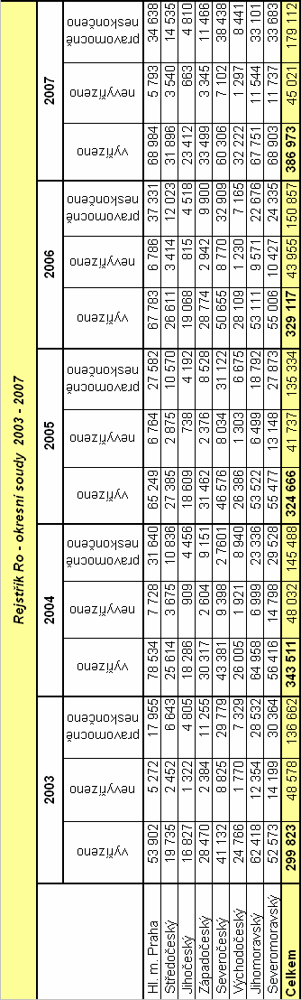 Rejstřík Ro - okresní soudy 2003 - 2007
2003 2004 2005 2006 2007
vyřízeno nevyřízeno pravomocně neskončeno vyřízeno nevyřízeno pravomocně neskončeno vyřízeno nevyřízeno pravomocně neskončeno vyřízeno nevyřízeno pravomocně neskončeno vyřízeno nevyřízeno pravomocně neskončeno
Hl. m. Praha 53 902 5 272 17 955 78 534 7 728 31 640 65 249 6 764 27 582 67 783 6 786 37 331 68 984 5 793 34 638
Středočeský 19 735 2 452 6 643 25 614 3 675 10 836 27 385 2 875 10 570 26 611 3 414 12 023 31 896 3 540 14 535
Jihočeský 16 827 1 322 4 805 18 286 909 4 456 18 609 738 4 192 19 068 815 4 518 23 412 663 4 810
Západočeský 28 470 2 384 11 255 30 317 2 604 9 151 31 462 2 376 8 528 28 774 2 942 9 900 33 499 3 345 11 466
Severočeský 41 132 8 825 29 779 43 381 9 398 2 7601 46 576 8 034 31 122 50 655 8 770 32 909 60 306 7 102 38 438
Východočeský 24 766 1 770 7 329 26 005 1 921 8 940 26 386 1 303 6 675 28 109 1 230 7 165 32 222 1 297 8 441
Jihomoravský 62 418 12 354 28 532 64 958 6 999 23 336 53 522 6 499 18 792 53 111 9 571 22 676 67 751 11 544 33 101
Severomoravský 52 573 14 199 30 364 56 416 14 798 29 528 55 477 13 148 27 873 55 006 10 427 24 335 68 903 11 737 33 683
Celkem 299 823 48 578 136 662 343 511 48 032 145 488 324 666 41 737 135 334 329 117 43 955 150 857 386 973 45 021 179 112